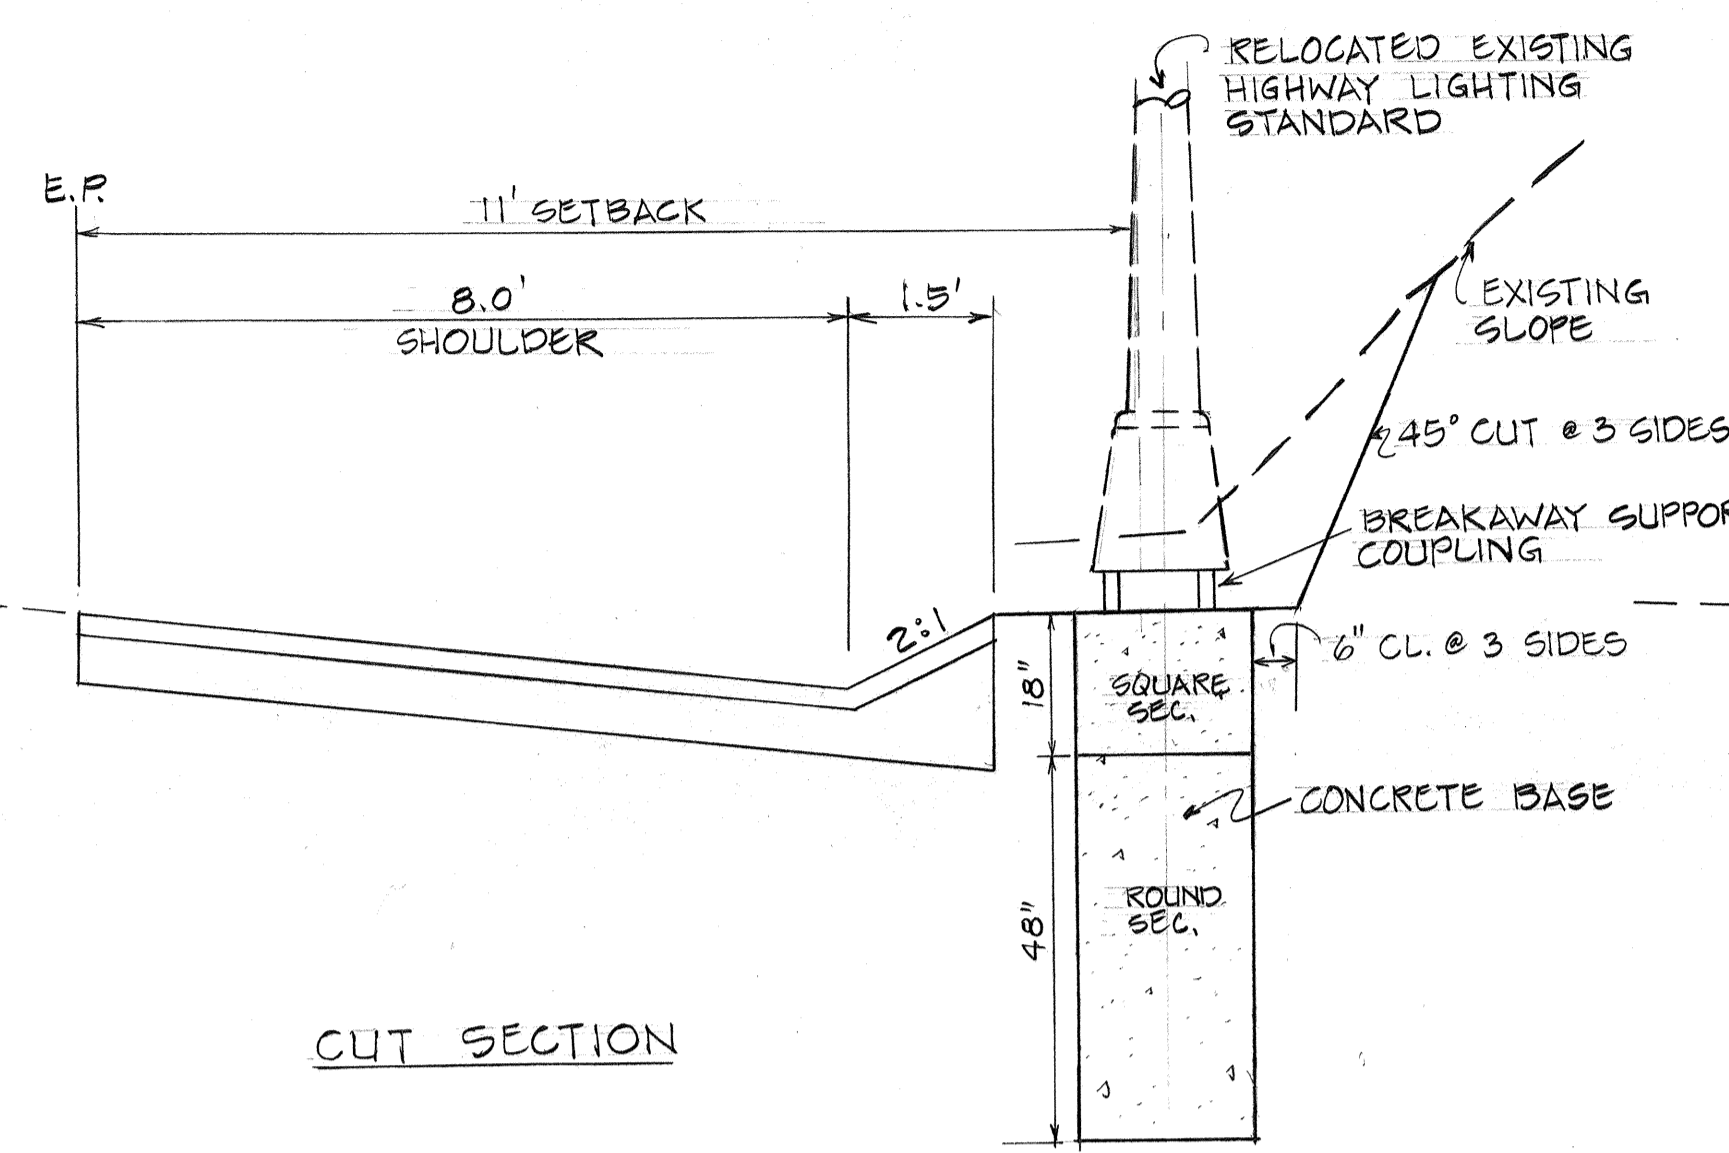 RELOCATED EXISTING
HIGHWAY LIGHTING
STANDARD
E.P.
11' SETBACK
8.0'
SHOULDER
1.5'
EXISTING
SLOPE
45° CUT @ 3 SIDES
BREAKAWAY SUPPOR
COUPLING
2:1
6" CL. @ 3 SIDES
18"
SQUARE
SEC.
CONCRETE BASE
48"
ROUND
SEC.
CUT SECTION